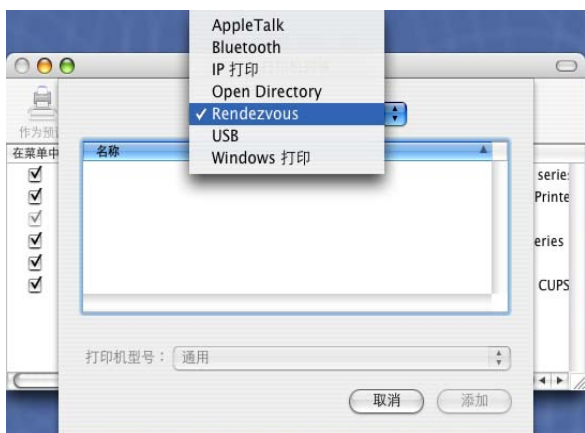 AppleTalk
Bluetooth
IP 打印
Open Directory
✓ Rendezvous
USB
Windows 打印
作为预
在菜单中
名称
series
Printe
eries
CUPS
打印机型号： 通用
取消 添加